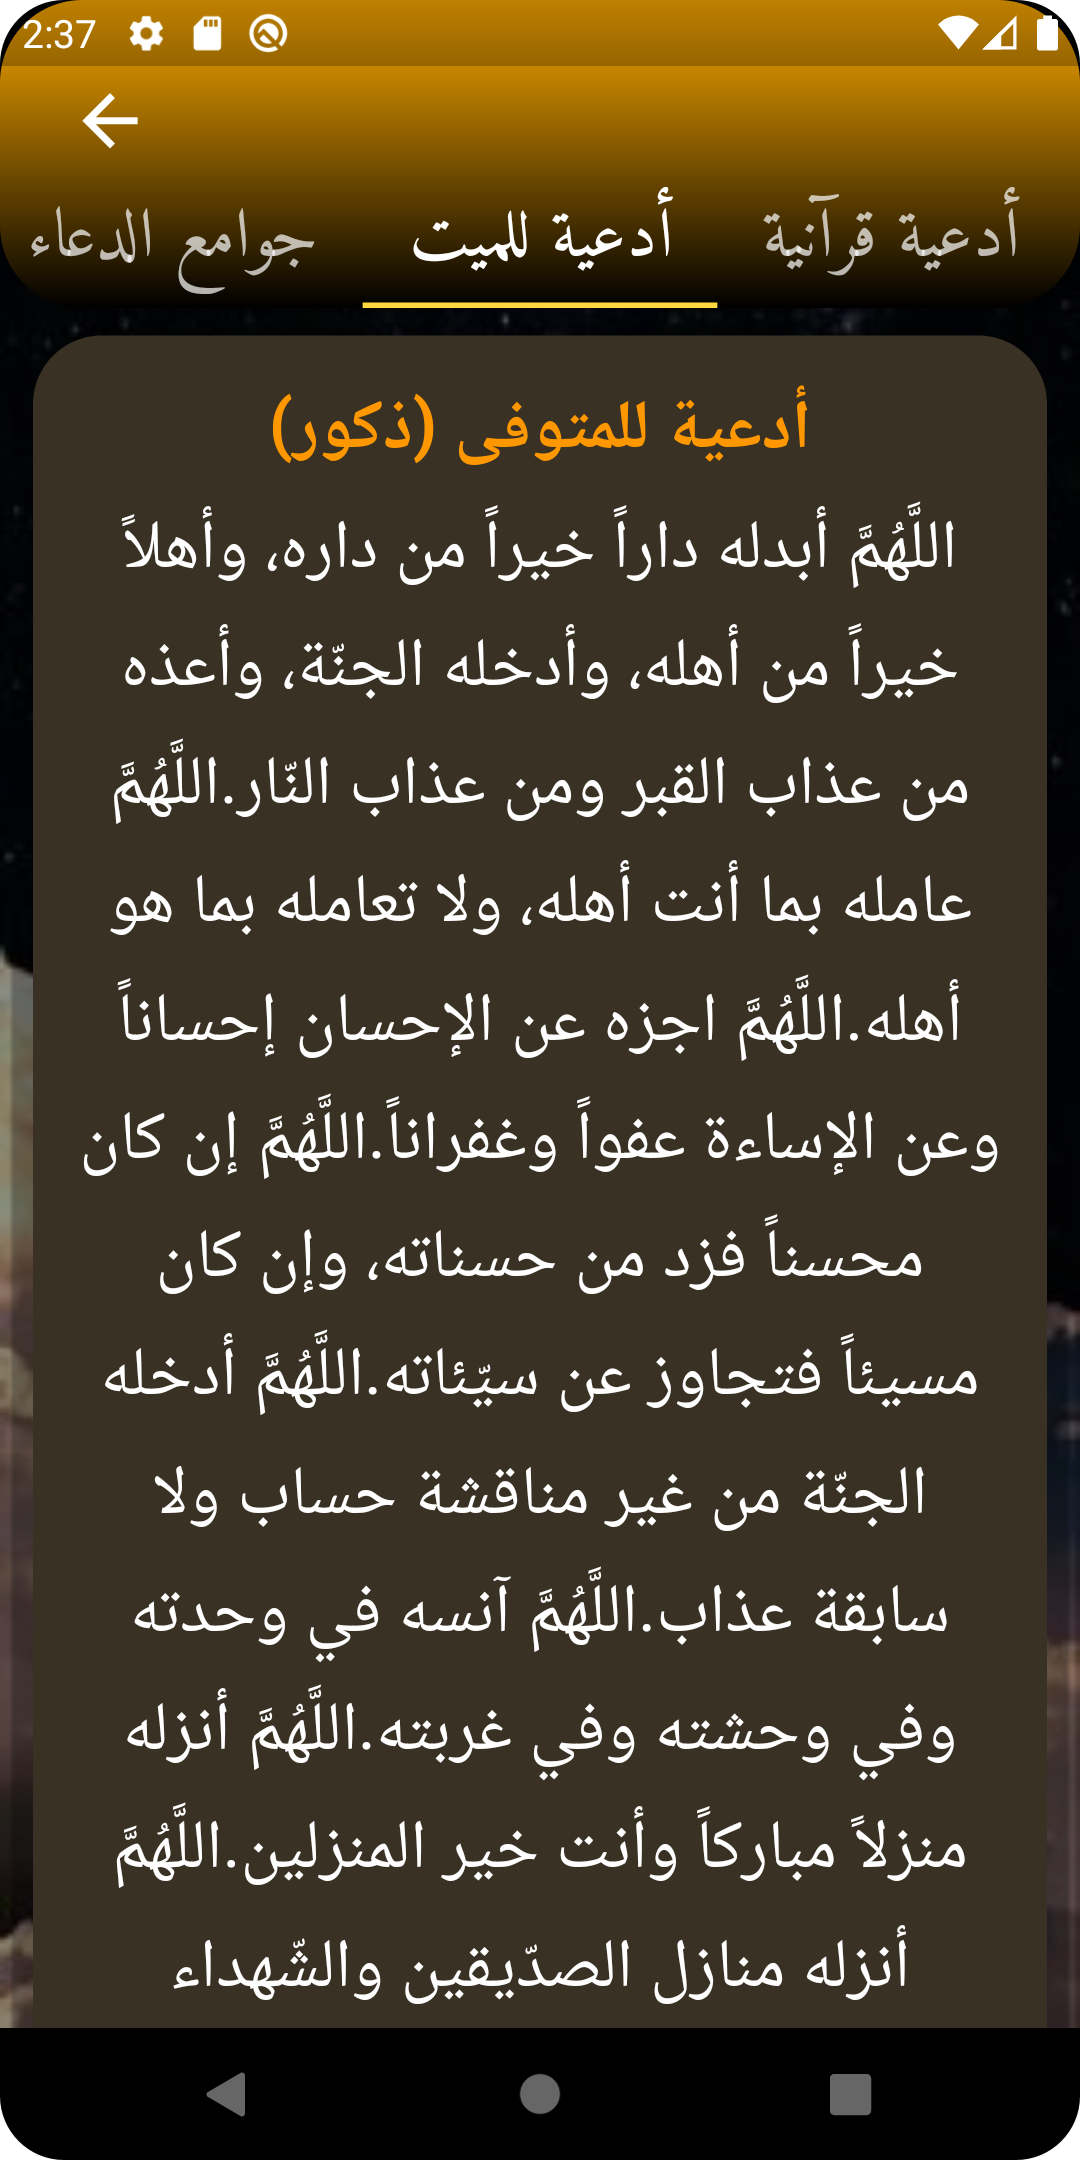 2:37
أدعية قرآنية
أدعية للميت
جوامع الدعاء
أدعية للمتوفى (ذكور)
اللَّهُمَّ أبدله داراً خيراً من داره، وأهلاً
خيراً من أهله، وأدخله الجنّة، وأعذه
من عذاب القبر ومن عذاب النّار.اللَّهُمَّ
عامله بما أنت أهله، ولا تعامله بما هو
أهله.اللَّهُمَّ اجزه عن الإحسان إحساناً
وعن الإساءة عفواً وغفراناً.اللَّهُمَّ إن كان
محسناً فزد من حسناته، وإن كان
مسيئاً فتجاوز عن سيّئاته.اللَّهُمَّ أدخله
الجنّة من غير مناقشة حساب ولا
سابقة عذاب.اللَّهُمَّ آنسه في وحدته
وفي وحشته وفي غربته.اللَّهُمَّ أنزله
منزلاً مباركاً وأنت خير المنزلين.اللَّهُمَّ
أنزله منازل الصدّيقين والشّهداء